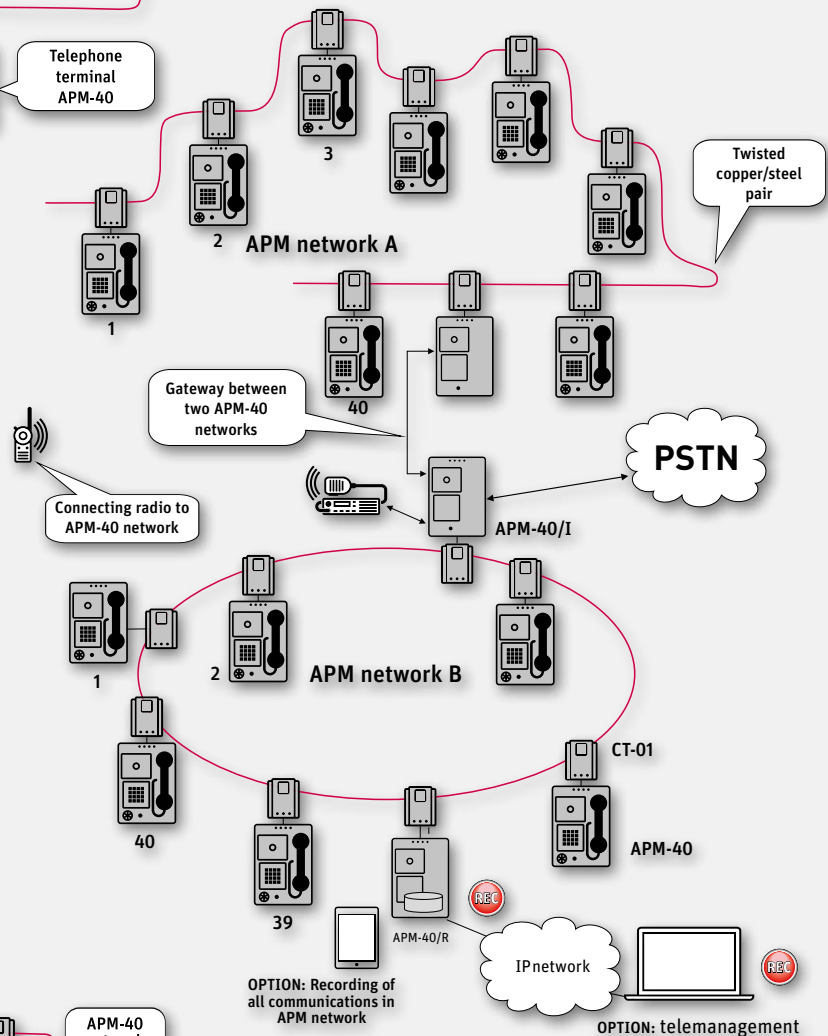 Telephone
terminal
APM-40
3
Twisted
copper/steel
pair
2
APM network A
1
Gateway between
two APM-40
networks
40
PSTN
Connecting radio to
APM-40 network
APM-40/I
1
2
APM network B
CT-01
40
APM-40
39
REC
APM-40/R
IPnetwork
REC
OPTION: Recording of
all communications in
APM network
OPTION: telemanagement
APM-40